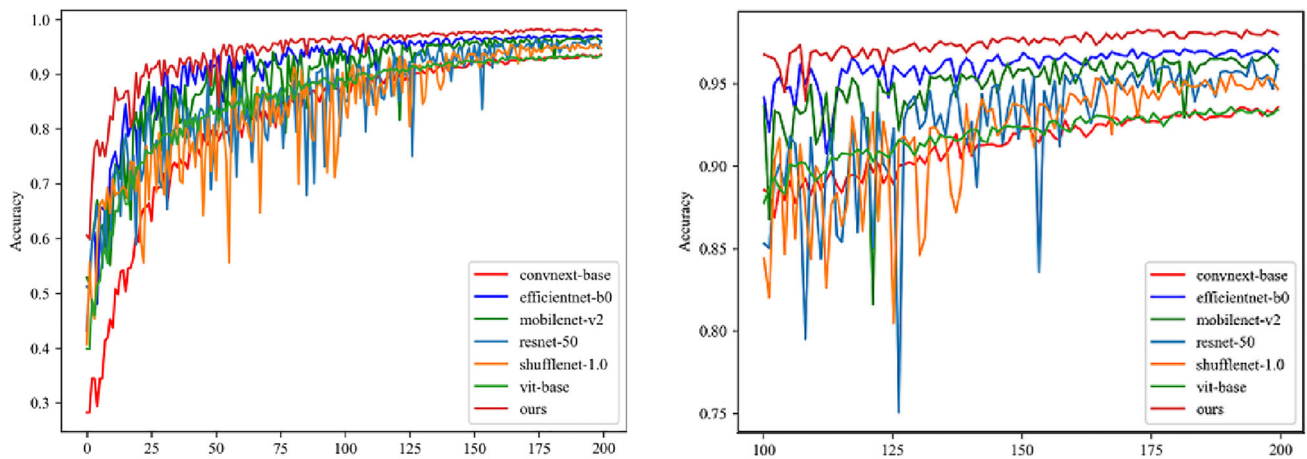 1.0
0.9
0.8
0.7
0.6
0.5
0.4
0.3
Accuracy
0 25 50 75 100 125 150 175 200
convnext-base
efficientnet-b0
mobilenet-v2
resnet-50
shufflenet-1.0
vit-base
ours
0.95
0.90
0.85
0.80
0.75
Accuracy
100 125 150 175 200
convnext-base
efficientnet-b0
mobilenet-v2
resnet-50
shufflenet-1.0
vit-base
ours